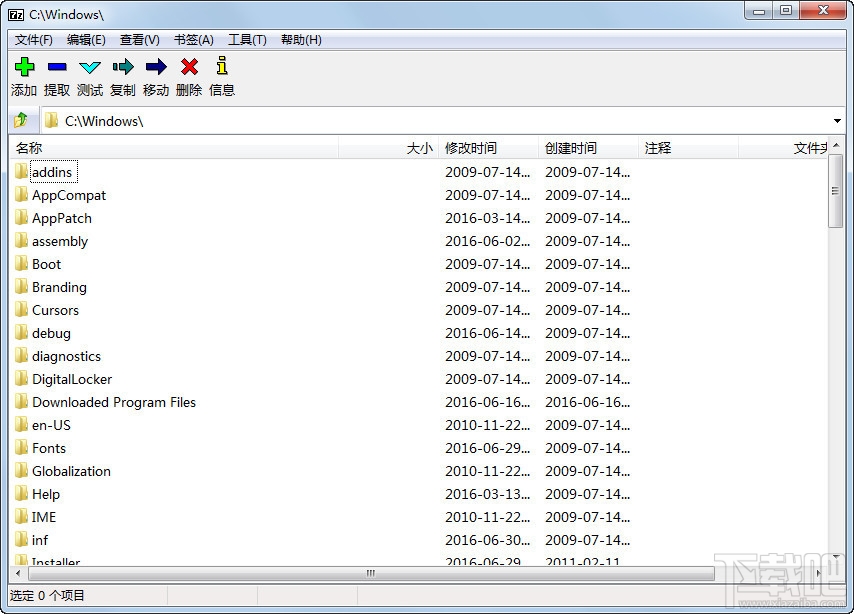 7z C:\Windows\
文件(F) 编辑(E) 查看(V) 书签(A) 工具(T) 帮助(H)
添加 提取 测试 复制 移动 删除 信息
C:\Windows\
名称 大小 修改时间 创建时间 注释 文件夹
addins 2009-07-14... 2009-07-14...
AppCompat 2009-07-14... 2009-07-14...
AppPatch 2016-03-14... 2009-07-14...
assembly 2016-06-02... 2009-07-14...
Boot 2009-07-14... 2009-07-14...
Branding 2009-07-14... 2009-07-14...
Cursors 2009-07-14... 2009-07-14...
debug 2016-06-14... 2009-07-14...
diagnostics 2009-07-14... 2009-07-14...
DigitalLocker 2009-07-14... 2009-07-14...
Downloaded Program Files 2016-06-16... 2016-06-16...
en-US 2010-11-22... 2009-07-14...
Fonts 2016-06-29... 2009-07-14...
Globalization 2010-11-22... 2009-07-14...
Help 2016-03-13... 2009-07-14...
IME 2010-11-22... 2009-07-14...
inf 2016-06-30... 2009-07-14...
Installer 2016-06-29... 2011-02-11...
选定 0 个项目
下载吧
www.xiazaiba.com